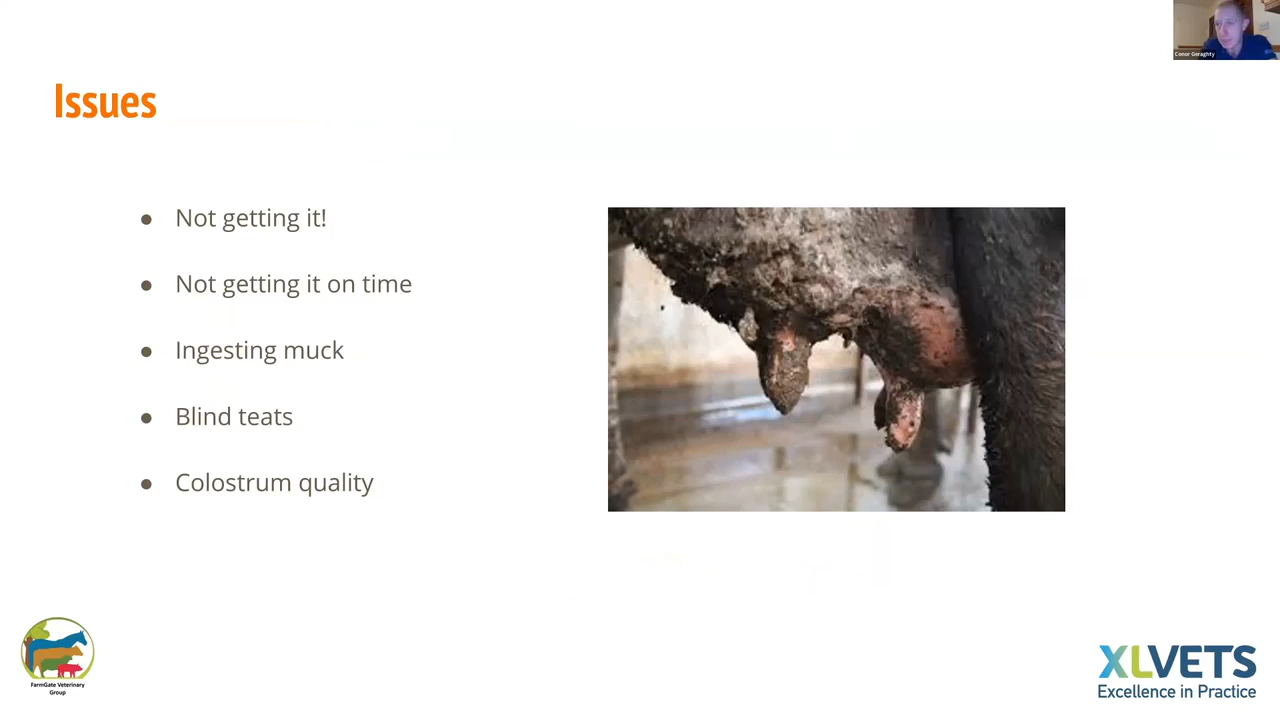 Conor Geraghty
Issues
● Not getting it!
● Not getting it on time
● Ingesting muck
● Blind teats
● Colostrum quality
FarmGate Veterinary
Group
XLVETS
Excellence in Practice